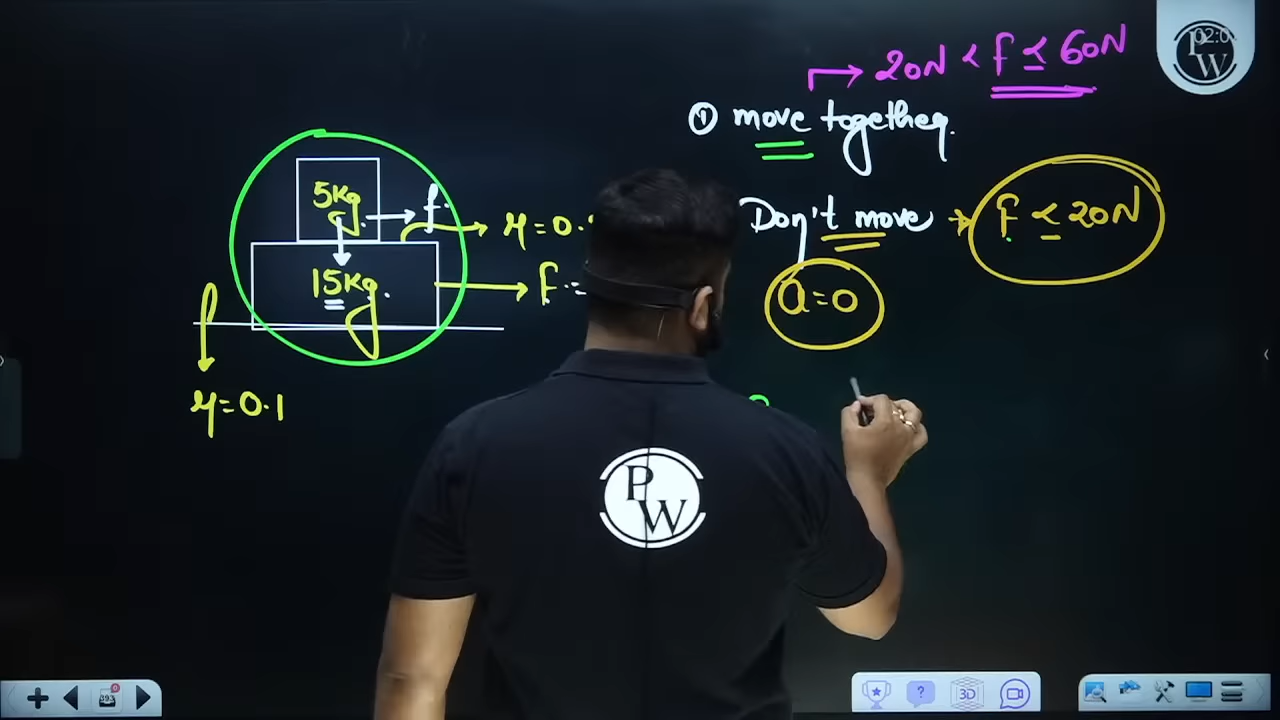 → 20N < f ≤ 60N
① move together.
5kg
f.
μ=0.
Don't move → f ≤ 20N
15kg.
F =
a=0
μ=0.1
PW